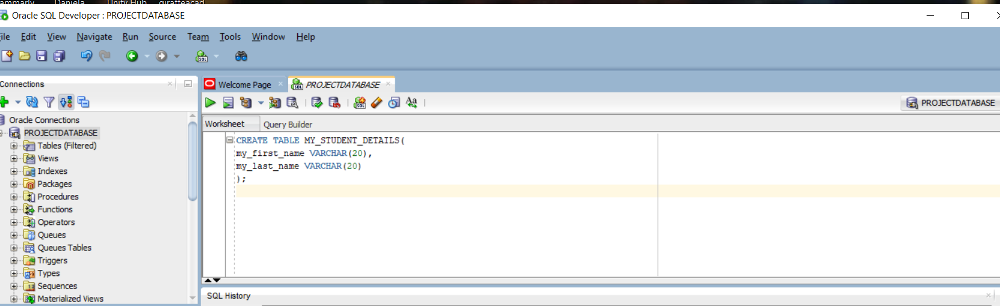 Daniela
Unity Hub
giraffeacad
Oracle SQL Developer : PROJECTDATABASE
ile Edit View Navigate Run Source Team Tools Window Help
Connections
Welcome Page
PROJECTDATABASE
PROJECTDATABASE
Oracle Connections
PROJECTDATABASE
Tables (Filtered)
Views
Indexes
Packages
Procedures
Functions
Operators
Queues
Queues Tables
Triggers
Types
Sequences
Materialized Views
Worksheet Query Builder
CREATE TABLE MY_STUDENT_DETAILS(
my_first_name VARCHAR(20),
my_last_name VARCHAR(20)
);
SQL History